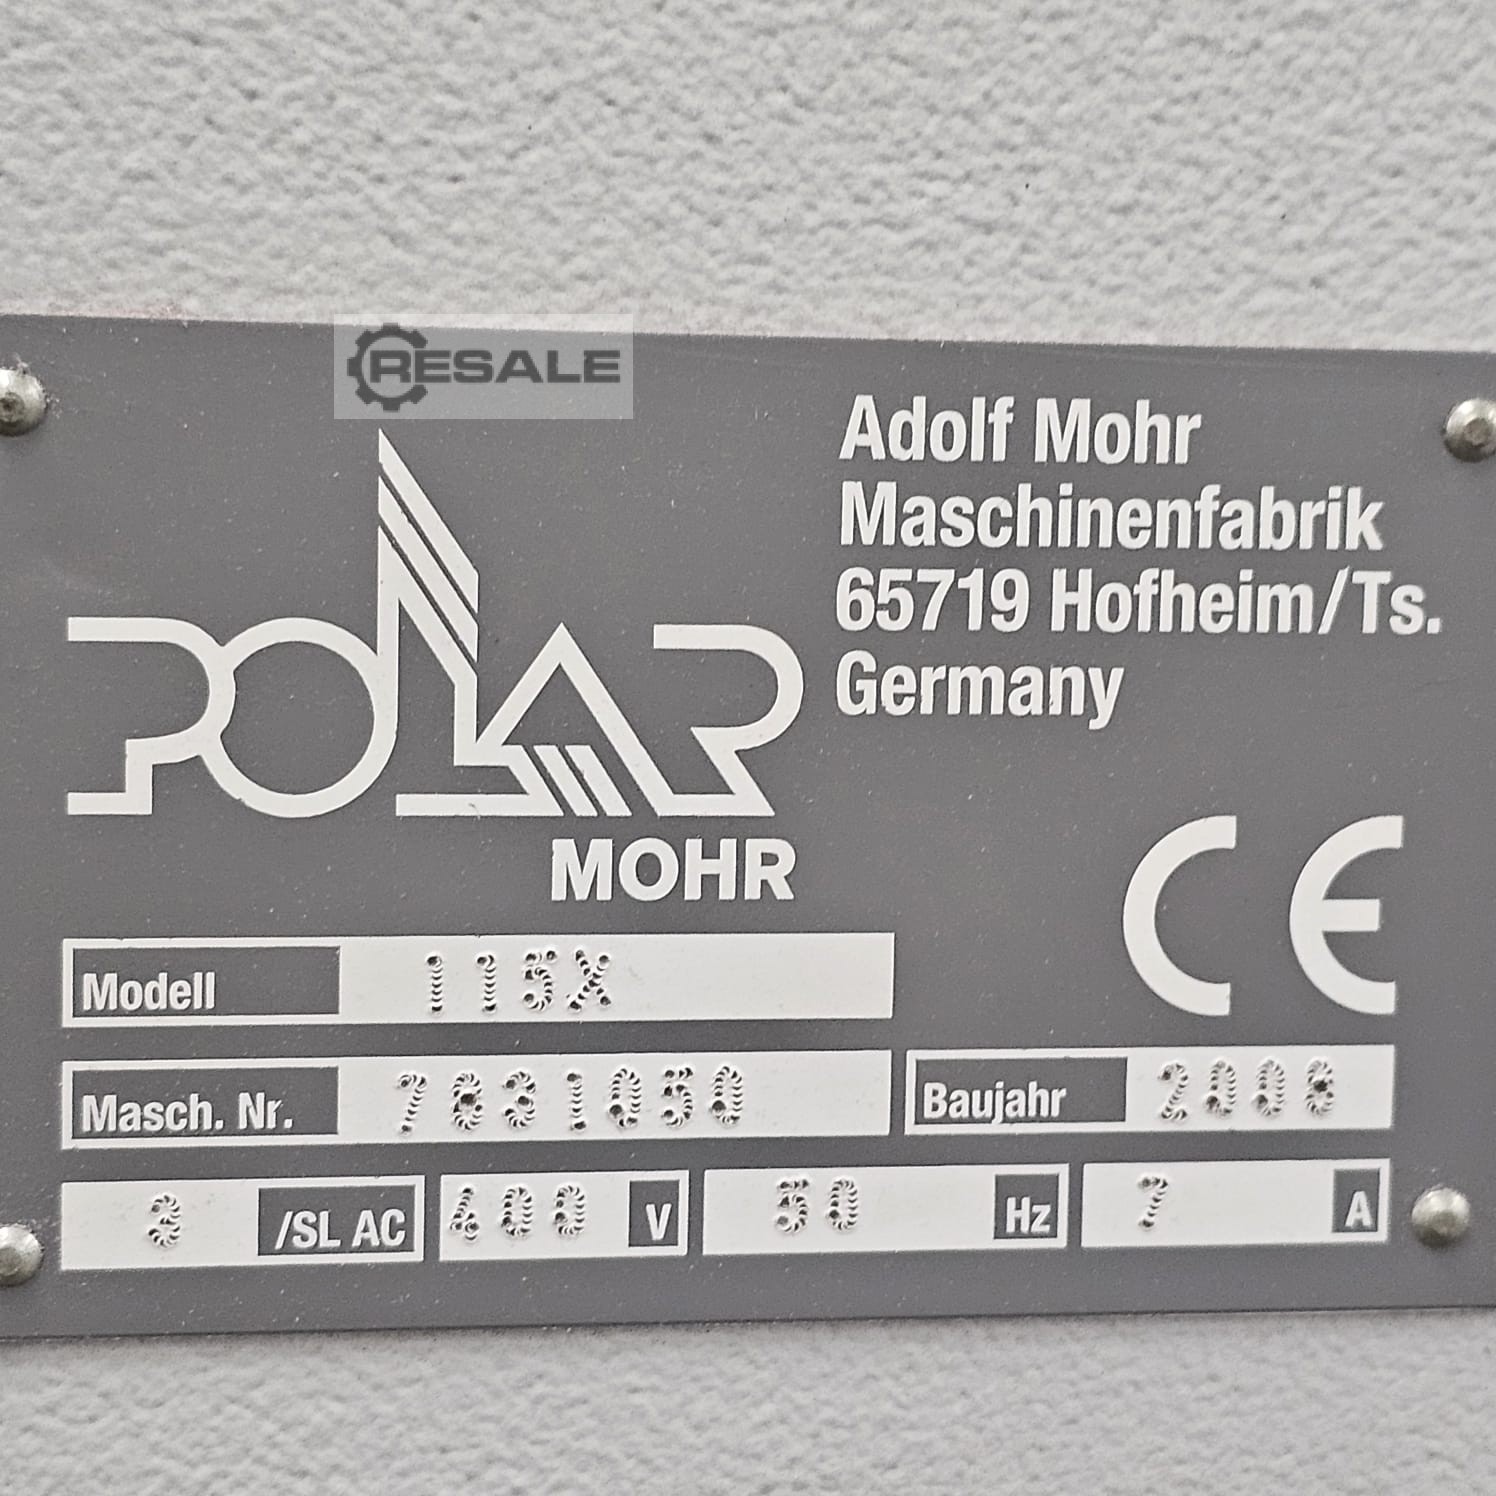 RESALE
POLAR
MOHR
Adolf Mohr
Maschinenfabrik
65719 Hofheim/Ts.
Germany
CE
Modell 115X
Masch. Nr. 7831050
Baujahr 2008
3 /SL AC 400 V 50 Hz 7 A